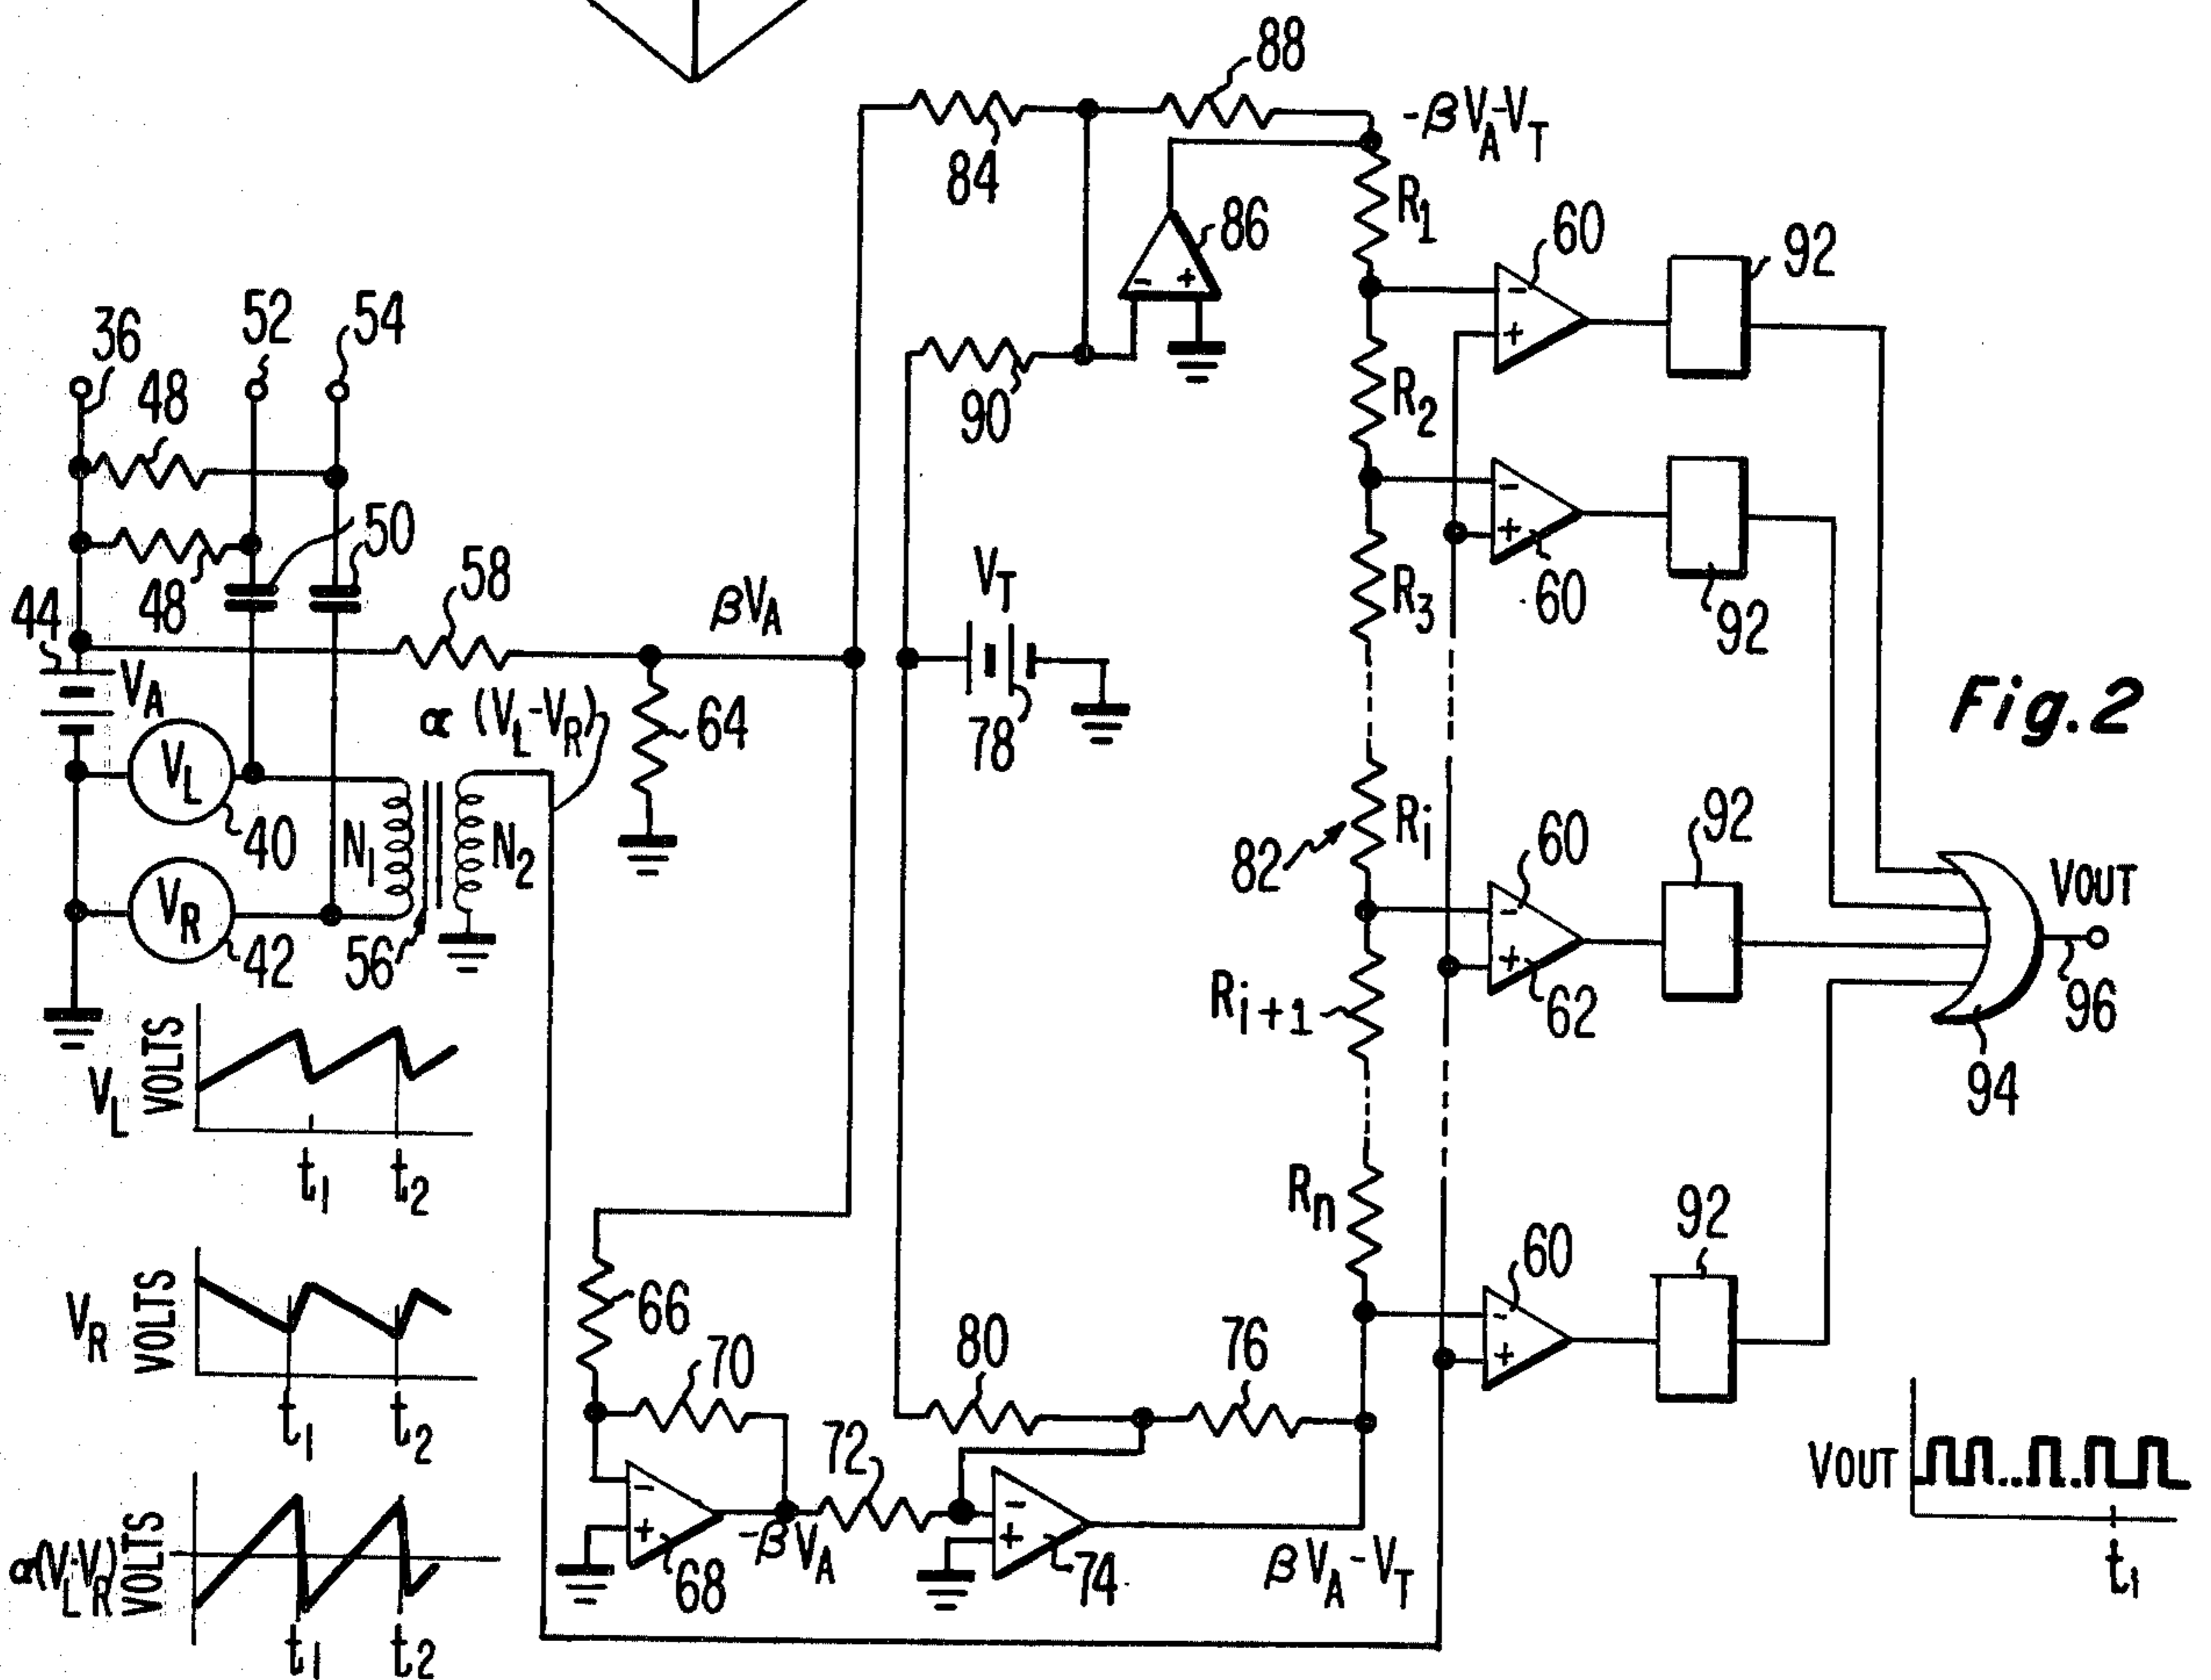 88
-βVA-VT
84
R1
86
60
92
36
52
54
48
90
R2
50
58
48
44
βVA
VT
R3
60
92
VA
α (VL-VR)
64
78
Fig.2
VL
40
N1
N2
82
Ri
60
92
VOUT
VR
42
56
Ri+1
62
96
94
VL
VOLTS
t1
t2
Rn
92
60
VR
VOLTS
66
70
80
76
t1
t2
72
VOUT
-βVA
α(VL-VR)
VOLTS
68
74
βVA-VT
t1
t1
t2
- +
- +
- +
- +
- +
- +
- +